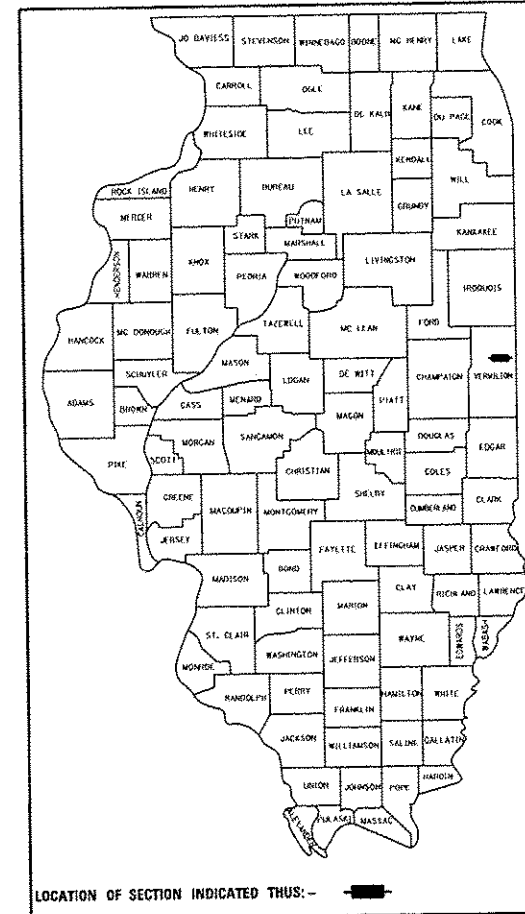 JO DAVIESS STEVENSON WINNEBAGO BOONE MC HENRY LAKE
CARROLL OGLE DE KALB KANE DU PAGE COOK
WHITESIDE LEE KENDALL WILL
ROCK ISLAND HENRY BUREAU LA SALLE GRUNDY
MERCER STARK PUTNAM KANKAKEE
HENDERSON WARREN KNOX MARSHALL LIVINGSTON
PEORIA WOODFORD IROQUOIS
HANCOCK MC DONOUGH FULTON TAZEWELL MC LEAN FORD
SCHUYLER MASON LOGAN DE WITT CHAMPAIGN VERMILION
ADAMS BROWN CASS MENARD MACON PIATT
MORGAN SANGAMON DOUGLAS EDGAR
PIKE SCOTT CHRISTIAN MOULTRIE COLES
GREENE MACOUPIN MONTGOMERY SHELBY CUMBERLAND CLARK
CALHOUN JERSEY FAYETTE EFFINGHAM JASPER CRAWFORD
MADISON BOND CLAY RICHLAND LAWRENCE
CLINTON MARION
ST. CLAIR WAYNE EDWARDS WABASH
MONROE WASHINGTON JEFFERSON
RANDOLPH PERRY HAMILTON WHITE
FRANKLIN
JACKSON WILLIAMSON SALINE GALLATIN
UNION JOHNSON POPE HARDIN
ALEXANDER PULASKI MASSAC
LOCATION OF SECTION INDICATED THUS:-